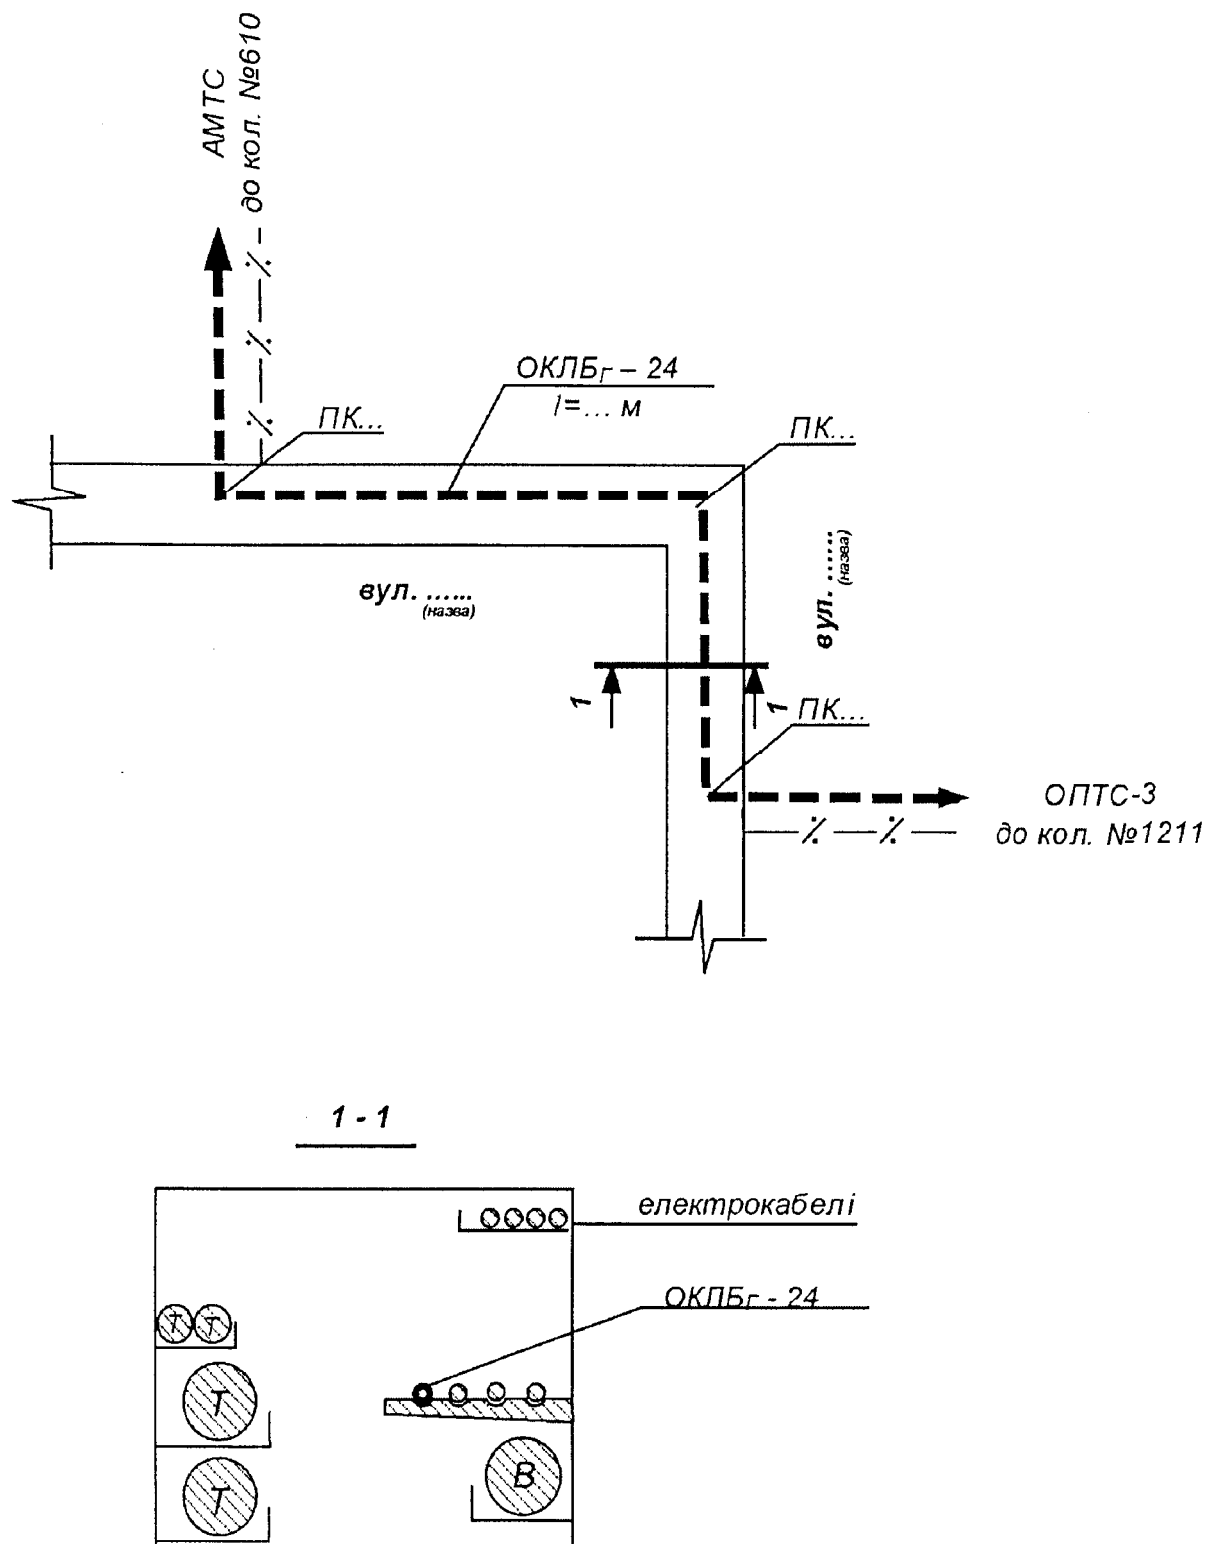 АМТС
до кол. №610
ОКЛБГ – 24
l=... м
ПК...
ПК...
вул. ......
(назва)
вул. ......
(назва)
1
1
ПК...
ОПТС-3
до кол. №1211
1 - 1
електрокабелі
ОКЛБГ - 24
Т Т
Т
Т
В